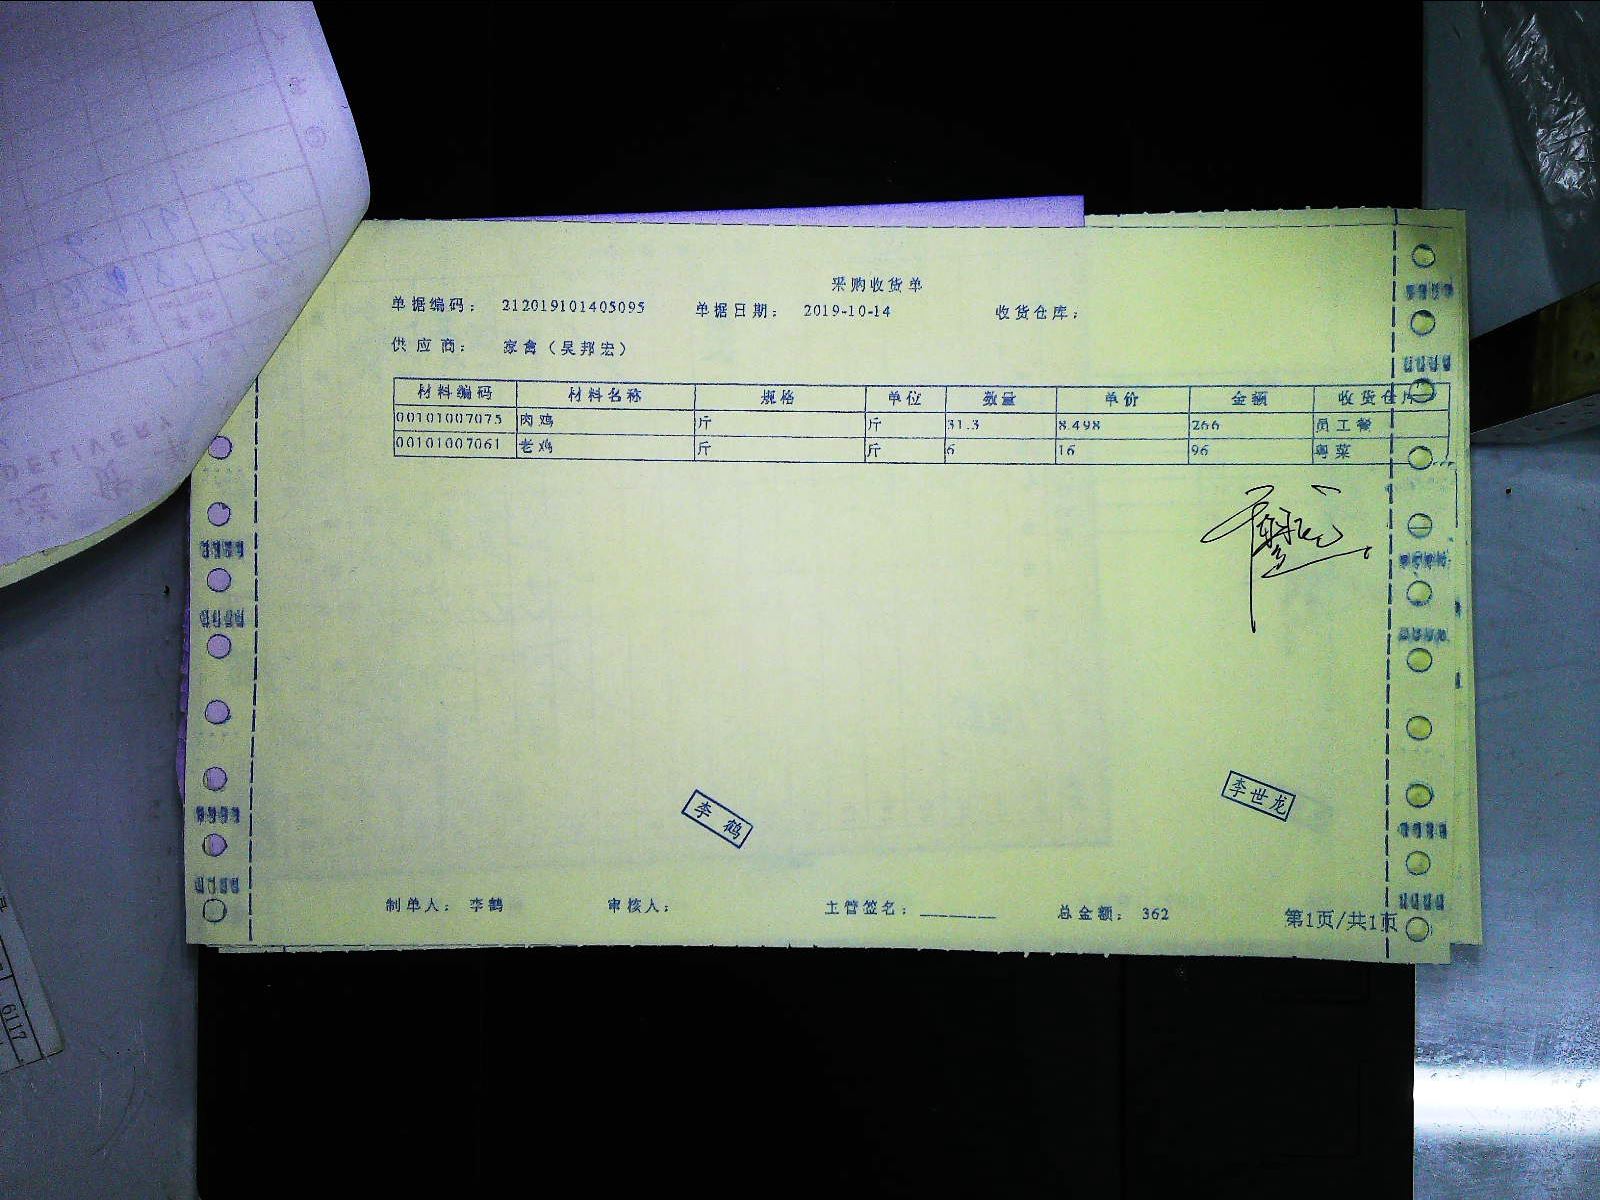 采购收货单
单据编码: 212019101405095 单据日期: 2019-10-14 收货仓库:
供应商: 家禽(吴邦宏)
材料编码 材料名称 规格 单位 数量 单价 金额 收货仓库
00101007075 肉鸡 斤 斤 31.3 8.498 266 员工餐
00101007061 老鸡 斤 斤 6 16 96 粤菜
李鹤
李世龙
制单人: 李鹤 审核人: 主管签名: 总金额: 362
第1页/共1页
DELIVERY
6117